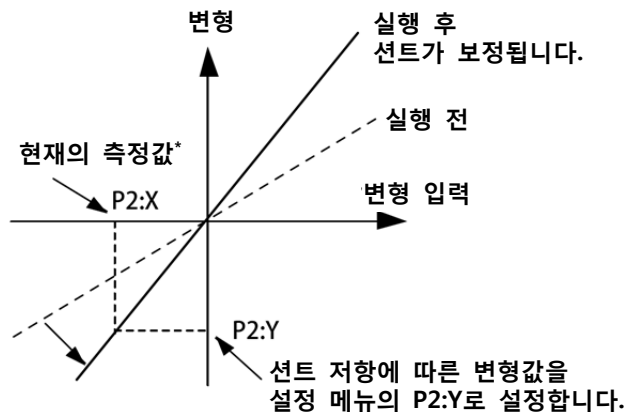 변형
실행 후
션트가 보정됩니다.
실행 전
현재의 측정값*
P2:X
변형 입력
P2:Y
션트 저항에 따른 변형값을
설정 메뉴의 P2:Y로 설정합니다.